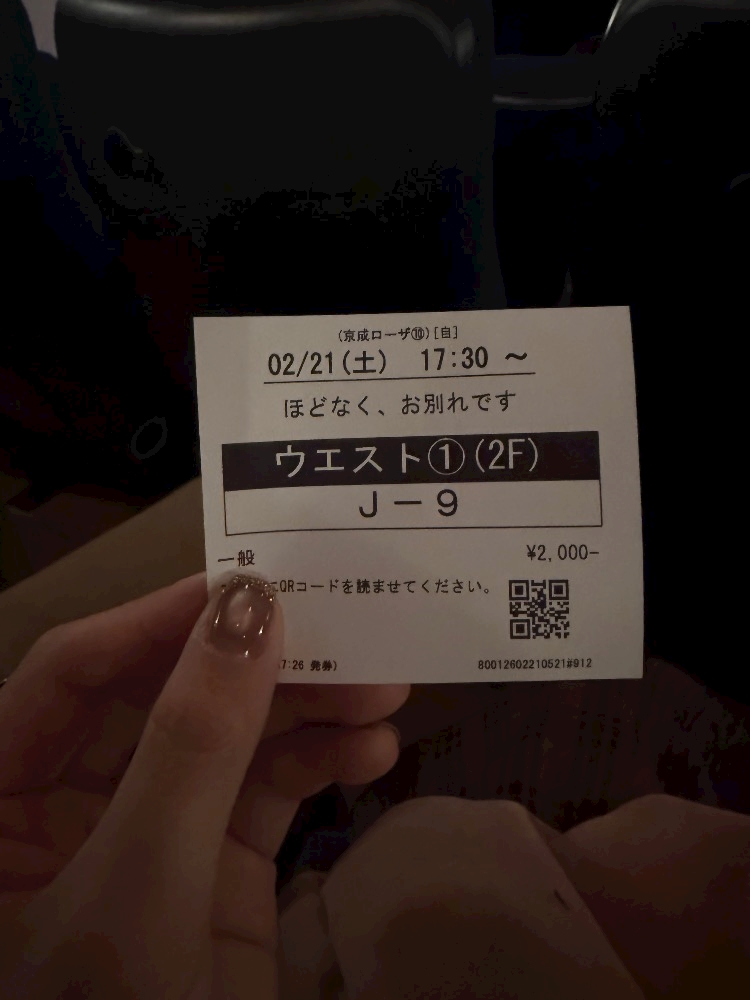 (京成ローザ⑩)[自]
02/21(土) 17:30 ～
ほどなく、お別れです
ウエスト①(2F)
J－9
一般 ¥2,000-
QRコードを読ませてください。
7:26 発券) 80012602210521#912